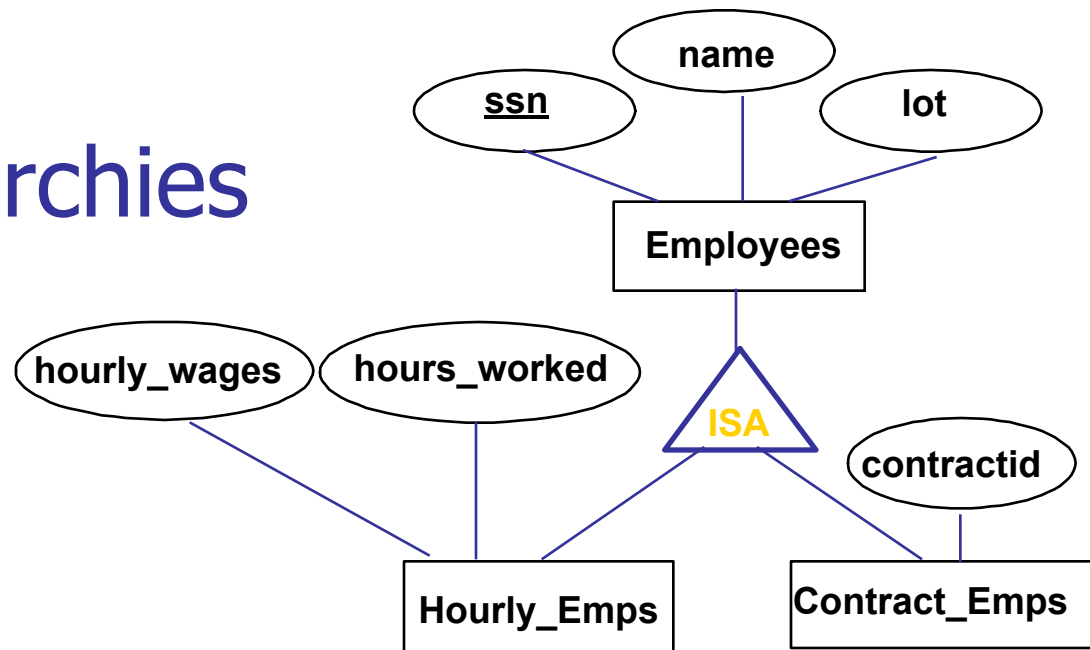 name
ssn
lot
rchies
Employees
hourly_wages
hours_worked
ISA
contractid
Hourly_Emps
Contract_Emps